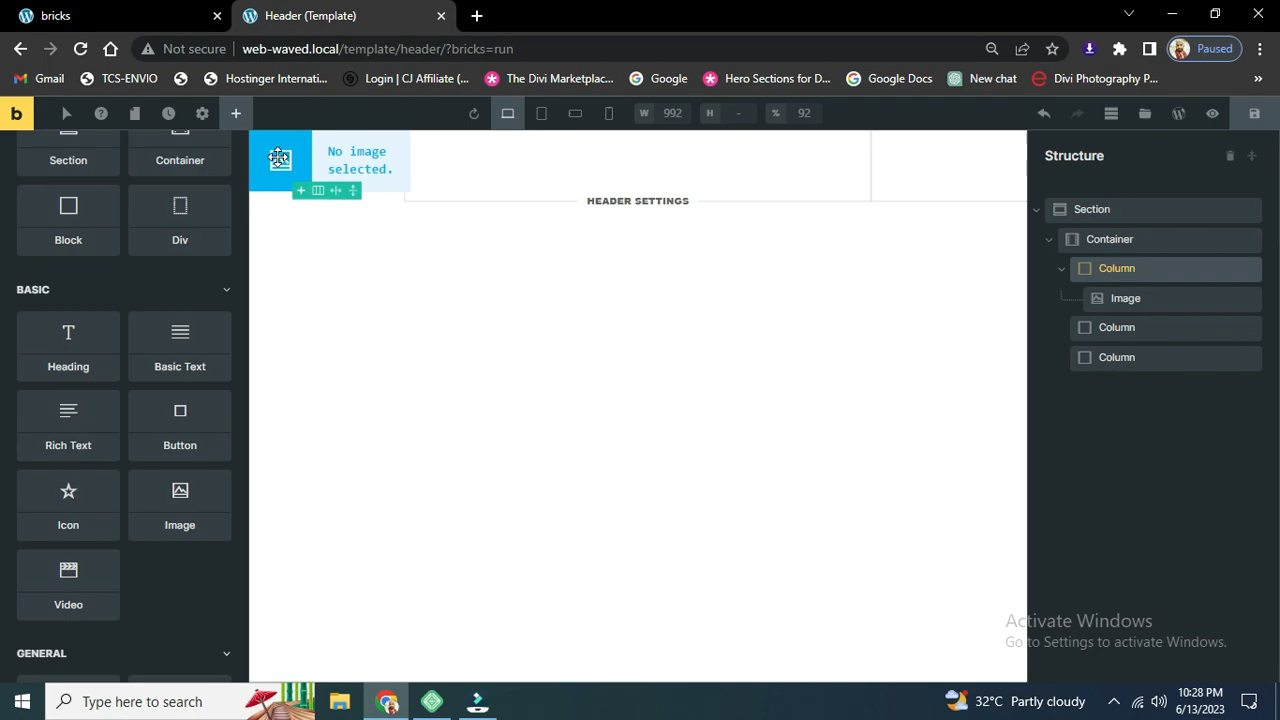 bricks
Header (Template)
Not secure
web-waved.local/template/header/?bricks=run
Paused
Gmail
TCS-ENVIO
Hostinger Internati...
Login | CJ Affiliate (...
The Divi Marketplac...
Google
Hero Sections for D...
Google Docs
New chat
Divi Photography P...
»
b
W 992 H - % 92
Section
Container
Block
Div
BASIC
Heading
Basic Text
Rich Text
Button
Icon
Image
Video
GENERAL
No image
selected.
HEADER SETTINGS
Structure
Section
Container
Column
Image
Column
Column
Activate Windows
Go to Settings to activate Windows.
Type here to search
32°C Partly cloudy
10:28 PM
6/13/2023